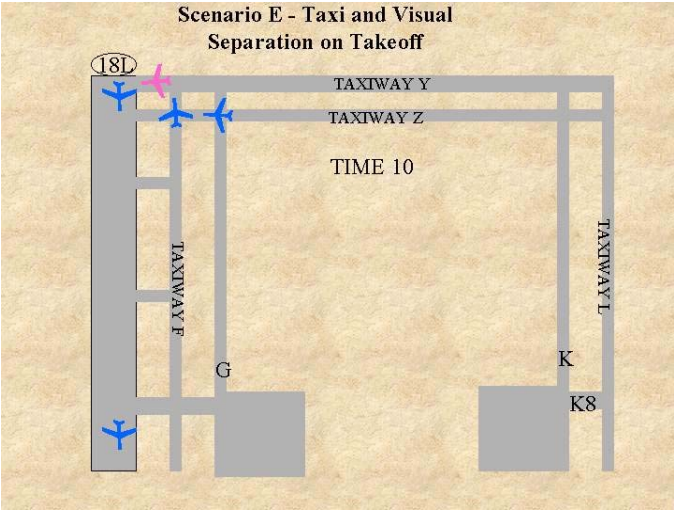 Scenario E - Taxi and Visual
Separation on Takeoff
18L
TAXIWAY Y
TAXIWAY Z
TIME 10
TAXIWAY F
TAXIWAY L
G
K
K8